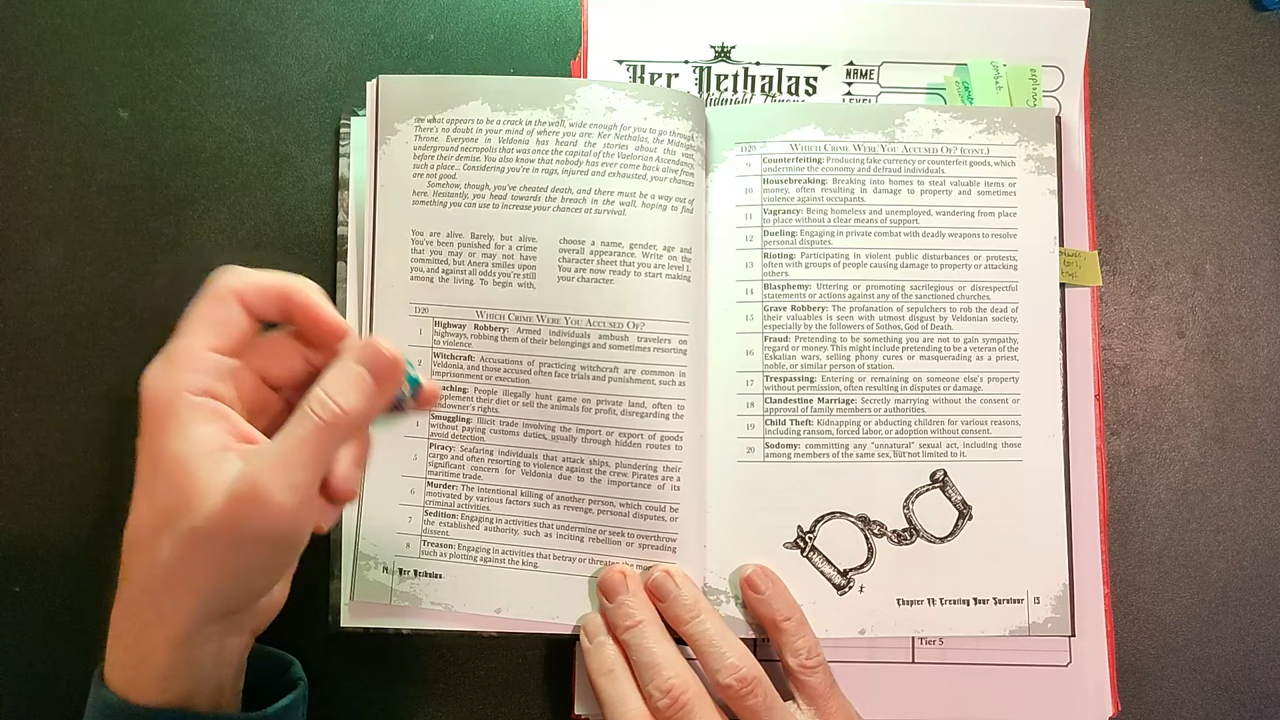 Ker Nethalas
Midnight Throne
NAME
LEVEL
combat.
see what appears to be a crack in the wall, wide enough for you to go through.
There's no doubt in your mind of where you are: Ker Nethalas, the Midnight
Throne. Everyone in Veldonia has heard the stories about this vast,
underground necropolis that was once the capital of the Vaelorian Ascendancy
before their demise. You also know that nobody has ever come back alive from
such a place... Considering you're in rags, injured and exhausted, your chances
are not good.
Somehow, though, you've cheated death, and there must be a way out of
here. Hesitantly, you head towards the breach in the wall, hoping to find
something you can use to increase your chances at survival.
You are alive. Barely, but alive.
You've been punished for a crime
that you may or may not have
committed, but Anera smiles upon
you, and against all odds you're still
among the living. To begin with,
choose a name, gender, age and
overall appearance. Write on the
character sheet that you are level 1.
You are now ready to start making
your character.
D20 Which Crime Were You Accused Of?
1 Highway Robbery: Armed individuals ambush travelers on
highways, robbing them of their belongings and sometimes resorting
to violence.
2 Witchcraft: Accusations of practicing witchcraft are common in
Veldonia, and those accused often face trials and punishment, such as
imprisonment or execution.
People illegally hunt game on private land, often to
their diet or sell the animals for profit, disregarding the
rights.
4 Smuggling: Illicit trade involving the import or export of goods
without paying customs duties, usually through hidden routes to
avoid detection.
5 Piracy: Seafaring individuals that attack ships, plundering their
cargo and often resorting to violence against the crew. Pirates are a
significant concern for Veldonia due to the importance of its
maritime trade.
6 Murder: The intentional killing of another person, which could be
motivated by various factors such as revenge, personal disputes, or
criminal activities.
7 Sedition: Engaging in activities that undermine or seek to overthrow
the established authority, such as inciting rebellion or spreading
dissent.
8 Treason: Engaging in activities that betray or threaten the
such as plotting against the king.
14 Ker Nethalas
D20 Which Crime Were You Accused Of? (cont.)
9 Counterfeiting: Producing fake currency or counterfeit goods, which
undermine the economy and defraud individuals.
10 Housebreaking: Breaking into homes to steal valuable items or
money, often resulting in damage to property and sometimes
violence against occupants.
11 Vagrancy: Being homeless and unemployed, wandering from place
to place without a clear means of support.
12 Dueling: Engaging in private combat with deadly weapons to resolve
personal disputes.
13 Rioting: Participating in violent public disturbances or protests,
often with groups of people causing damage to property or attacking
others.
14 Blasphemy: Uttering or promoting sacrilegious or disrespectful
statements or actions against any of the sanctioned churches.
15 Grave Robbery: The profanation of sepulchers to rob the dead of
their valuables is seen with utmost disgust by Veldonian society,
especially by the followers of Sothos, God of Death.
16 Fraud: Pretending to be something you are not to gain sympathy,
regard or money. This might include pretending to be a veteran of the
Eskalian wars, selling phony cures or masquerading as a priest,
noble, or similar person of station.
17 Trespassing: Entering or remaining on someone else's property
without permission, often resulting in disputes or damage.
18 Clandestine Marriage: Secretly marrying without the consent or
approval of family members or authorities.
19 Child Theft: Kidnapping or abducting children for various reasons,
including ransom, forced labor, or adoption without consent.
20 Sodomy: committing any "unnatural" sexual act, including those
among members of the same sex, but not limited to it.
Chapter II: Creating Your Survivor 15
Tier 5